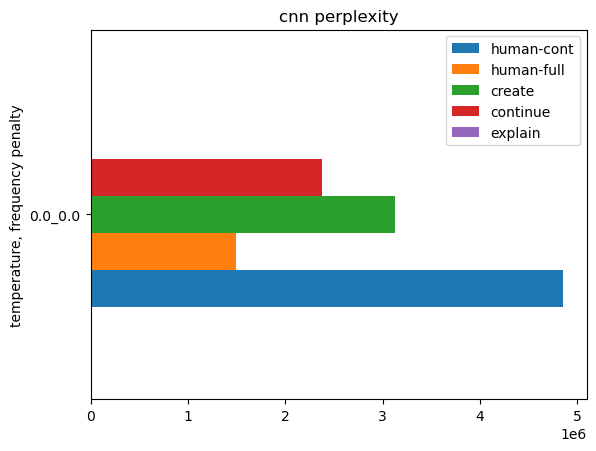 cnn perplexity
human-cont
human-full
create
continue
explain
temperature, frequency penalty
0.0_0.0
0 1 2 3 4 5
1e6